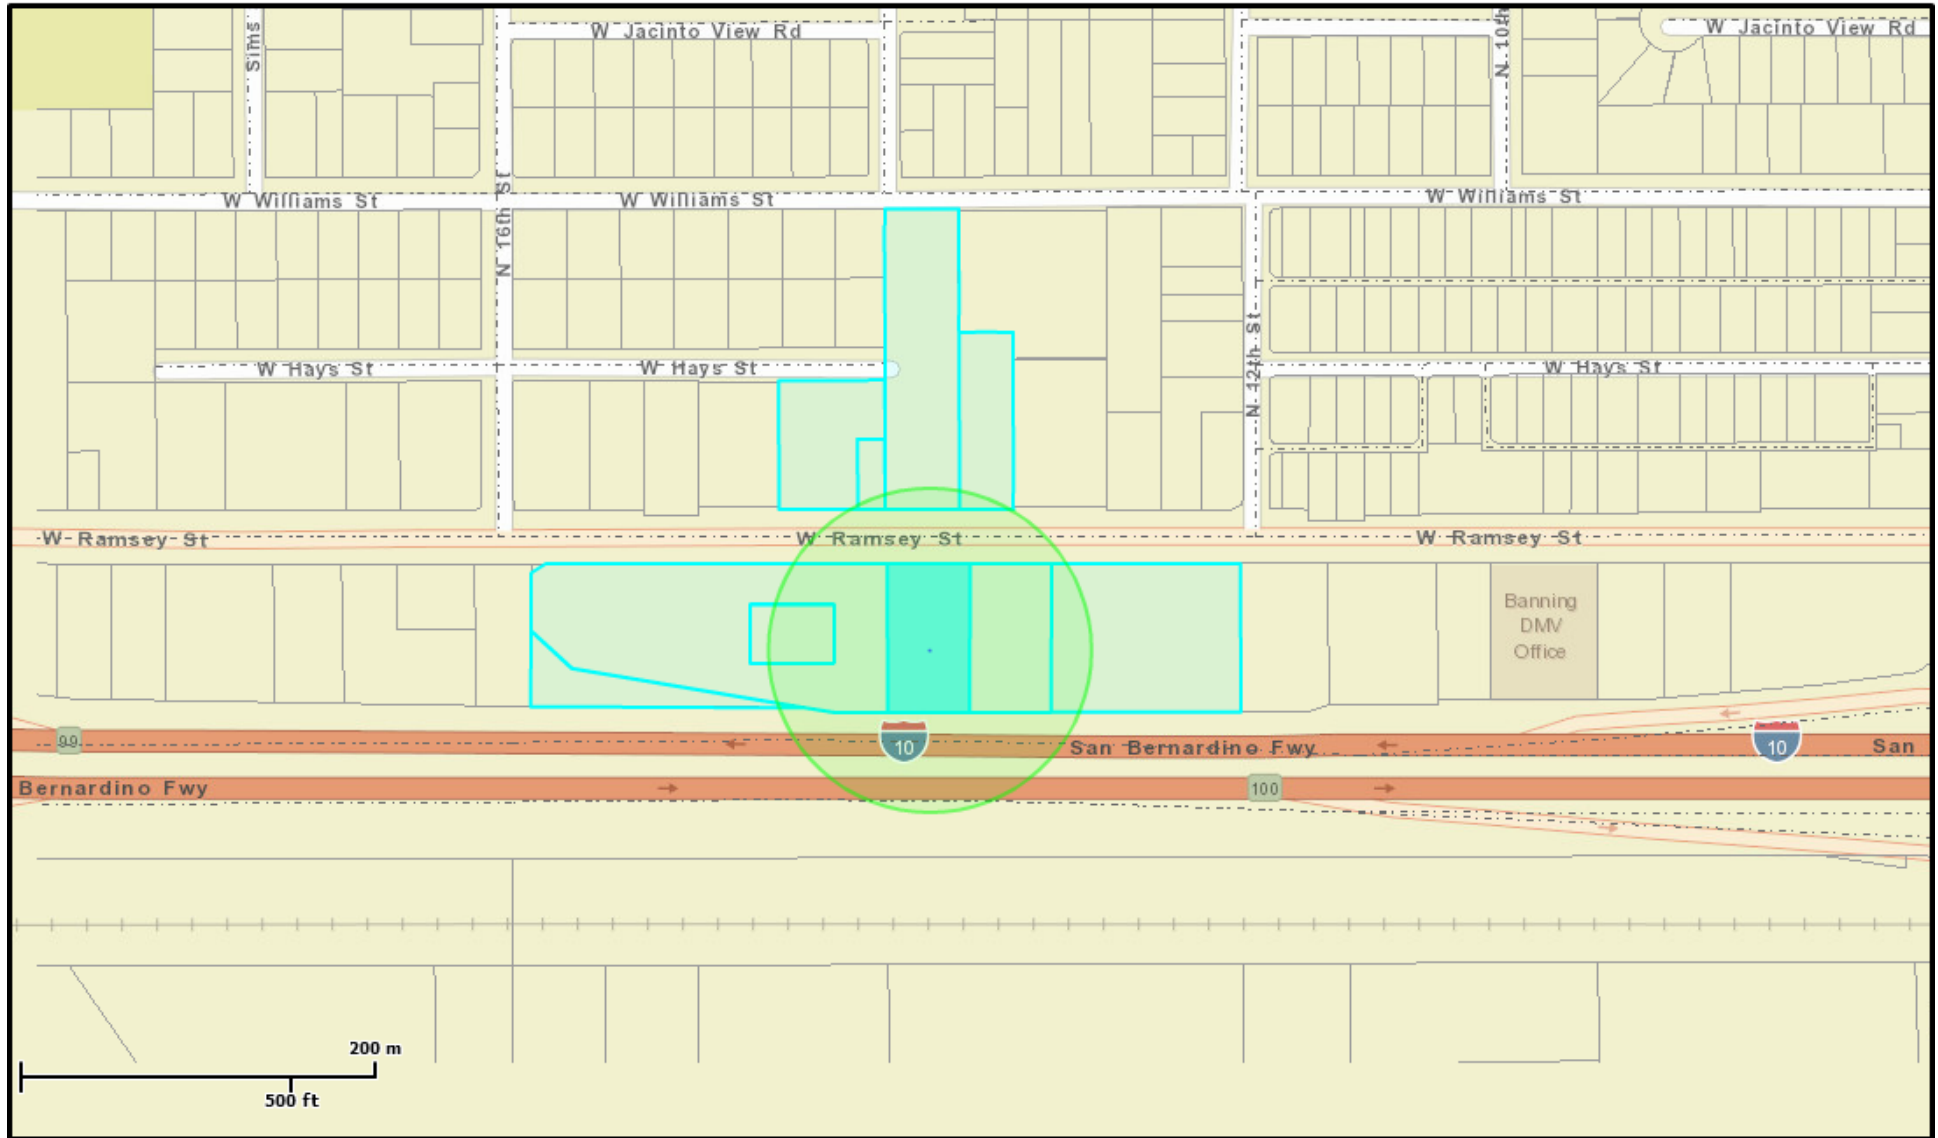 W Jacinto View Rd
W Jacinto View Rd
Sims
N 10th
W Williams St
W Williams St
W Williams St
N 16th St
W Hays St
W Hays St
W Hays St
N 12th St
W Ramsey St
W Ramsey St
W Ramsey St
Banning
DMV
Office
99
10
San Bernardino Fwy
10
San
Bernardino Fwy
100
200 m
500 ft